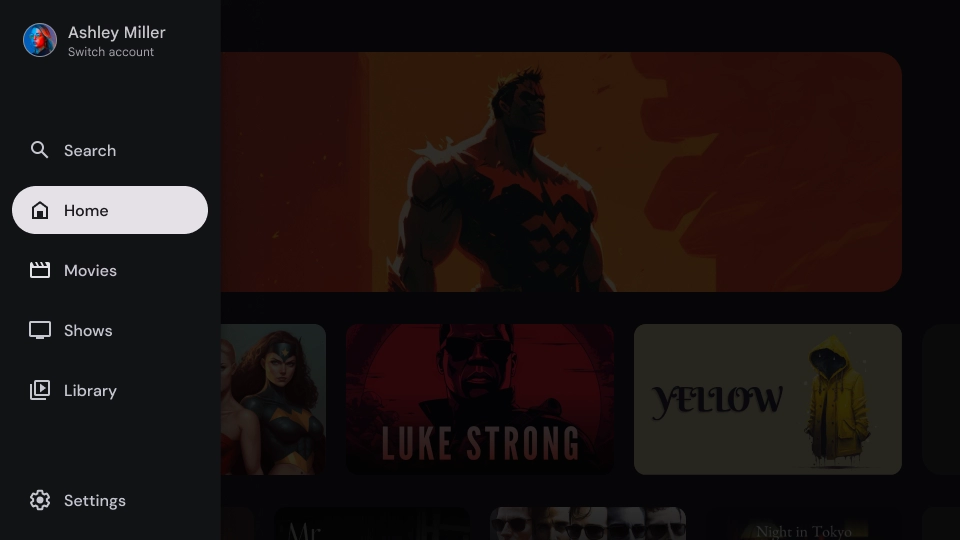 Ashley Miller
Switch account
Search
Home
Movies
Shows
Library
Settings
LUKE STRONG
YELLOW
Mr
Night in Tokyo